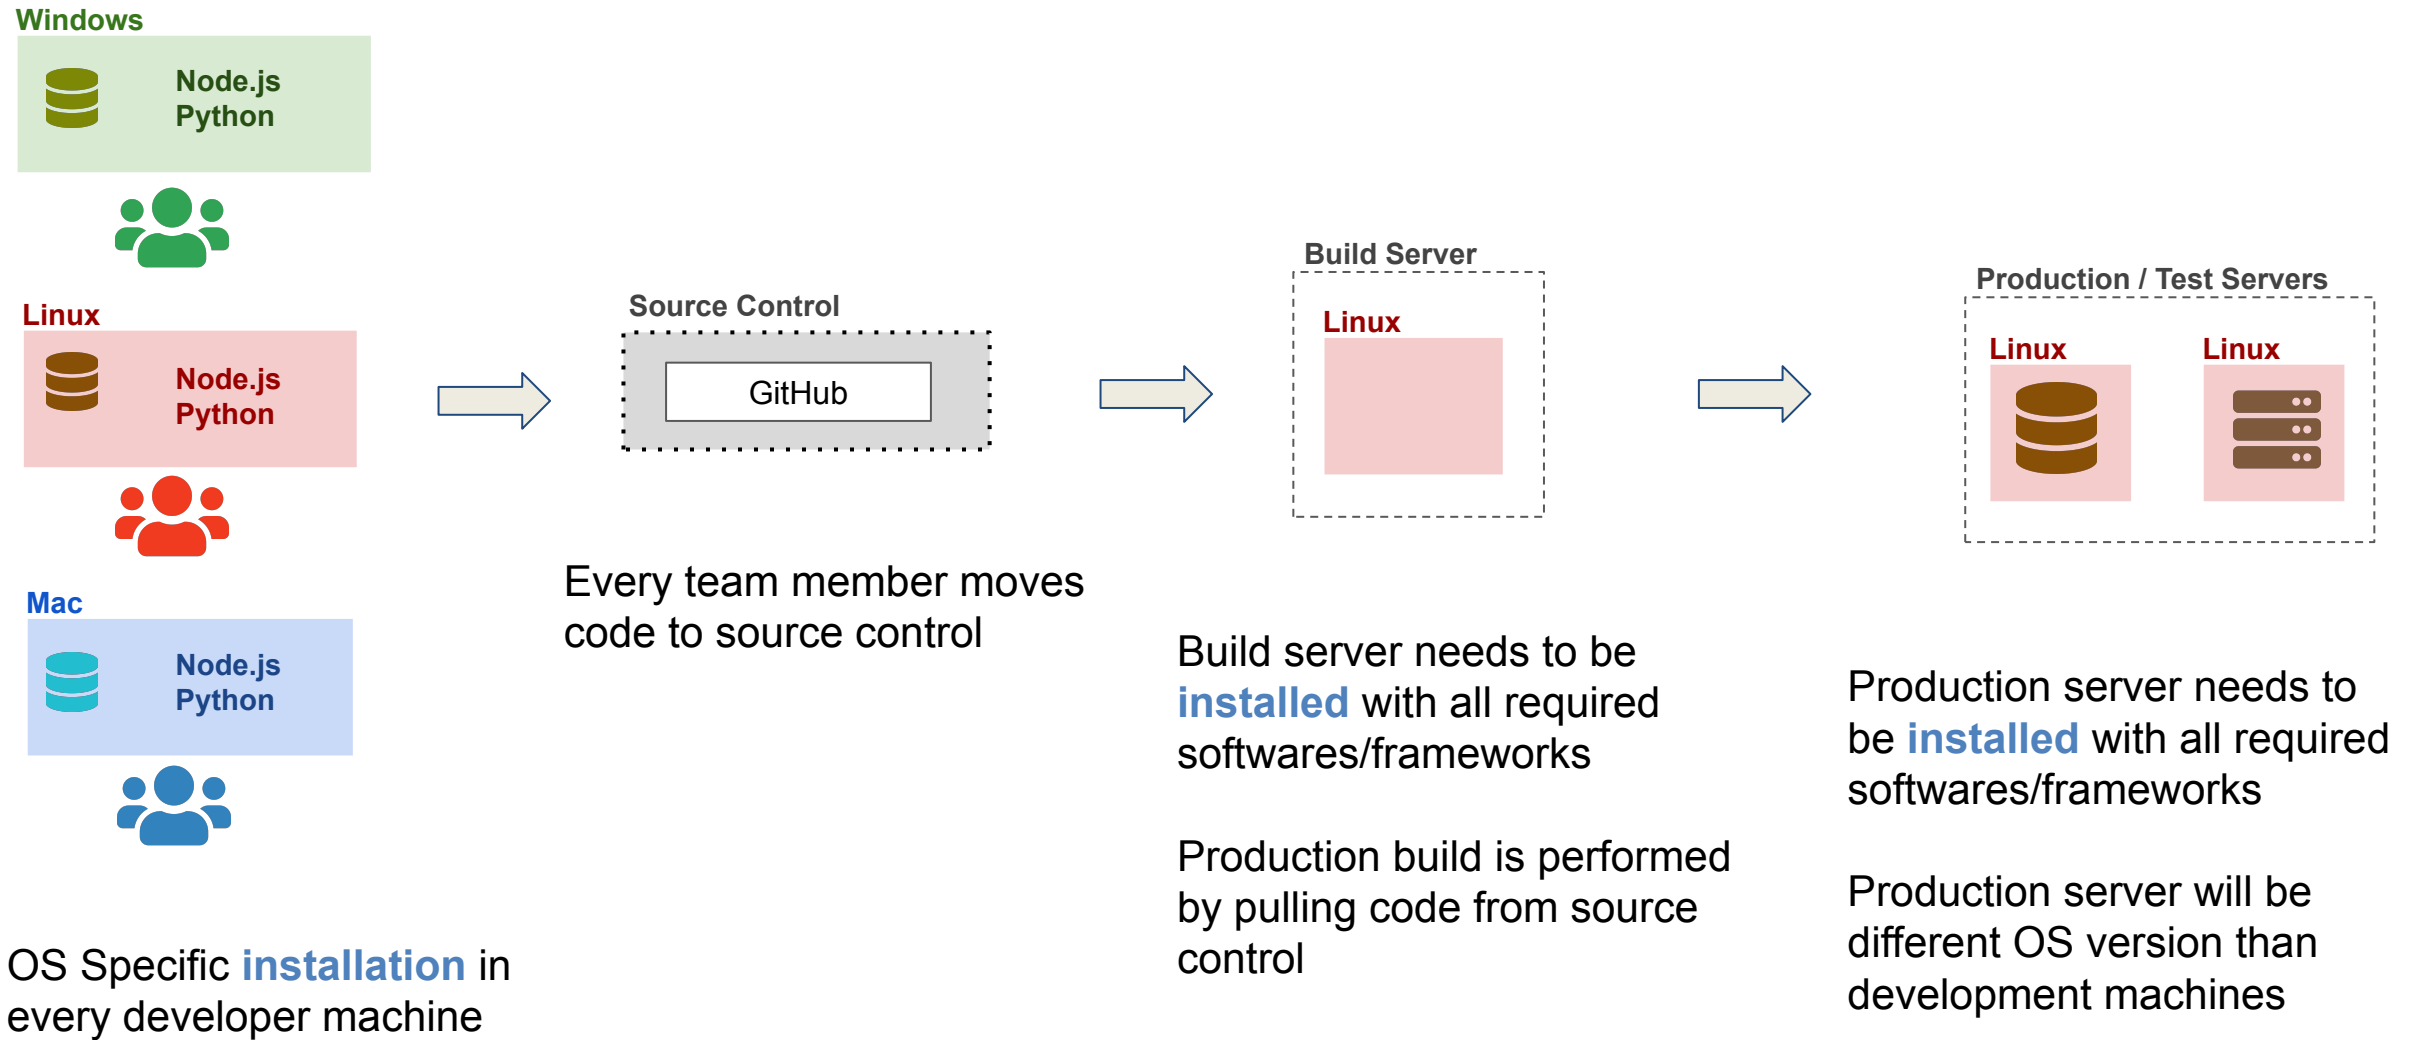 Windows
Node.js
Python
Linux
Node.js
Python
Mac
Node.js
Python
OS Specific installation in
every developer machine
Source Control
GitHub
Every team member moves
code to source control
Build Server
Linux
Build server needs to be
installed with all required
softwares/frameworks
Production build is performed
by pulling code from source
control
Production / Test Servers
Linux
Linux
Production server needs to
be installed with all required
softwares/frameworks
Production server will be
different OS version than
development machines